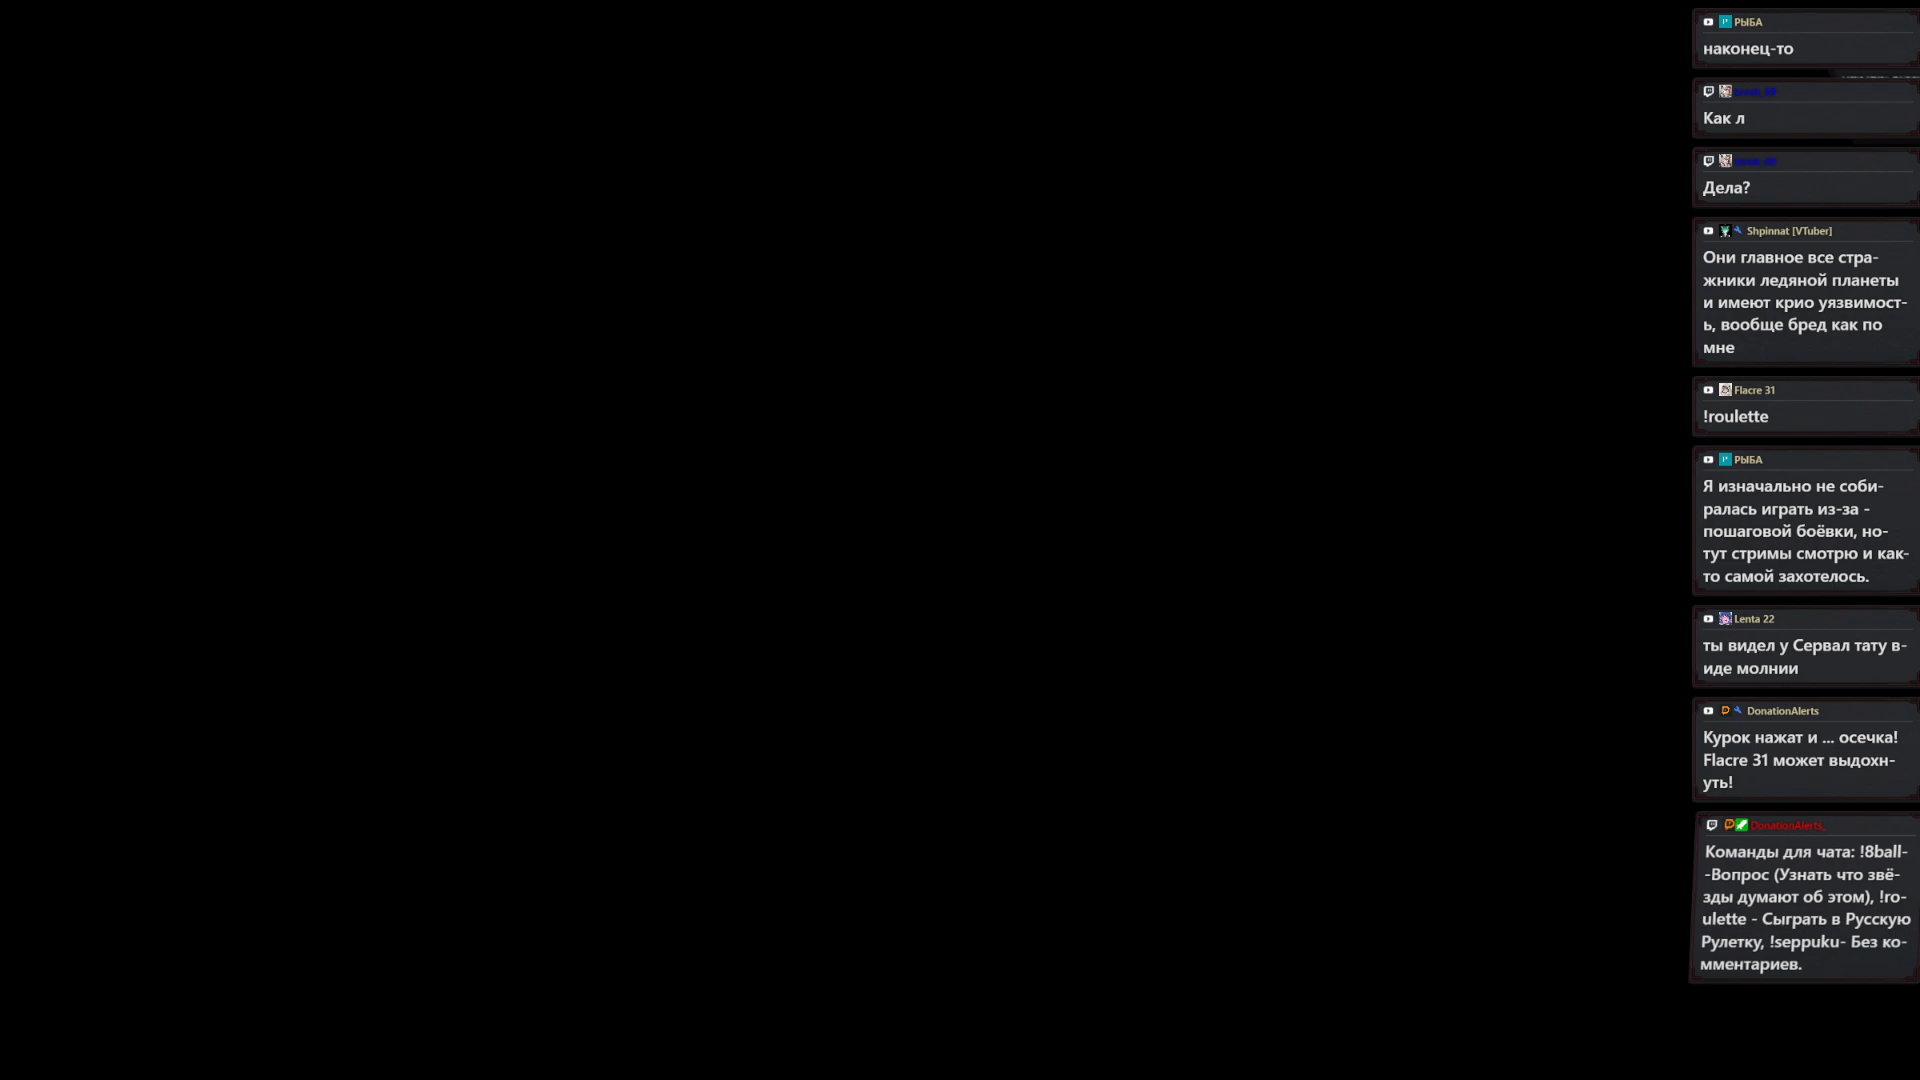 РЫБА
наконец-то
Как л
Дела?
Shpinnat [VTuber]
Они главное все стра-
жники ледяной планеты
и имеют крио уязвимост-
ь, вообще бред как по
мне
Flacre 31
!roulette
РЫБА
Я изначально не соби-
ралась играть из-за -
пошаговой боёвки, но-
тут стримы смотрю и как-
то самой захотелось.
Lenta 22
ты видел у Сервал тату в-
иде молнии
DonationAlerts
Курок нажат и ... осечка!
Flacre 31 может выдохн-
уть!
DonationAlerts_
Команды для чата: !8ball-
-Вопрос (Узнать что звё-
зды думают об этом), !ro-
ulette - Сыграть в Русскую
Рулетку, !seppuku- Без ко-
мментариев.